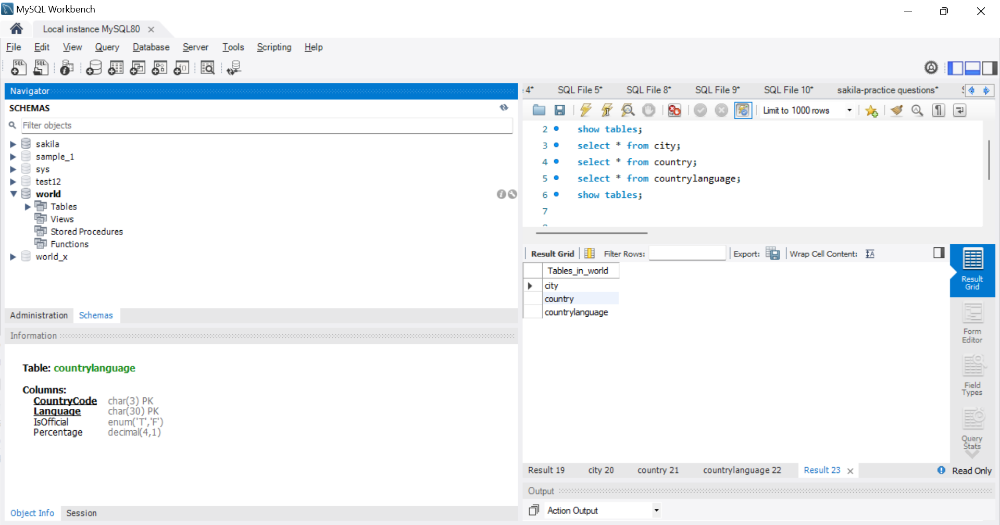 MySQL Workbench
Local instance MySQL80
File Edit View Query Database Server Tools Scripting Help
Navigator
SCHEMAS
Filter objects
sakila
sample_1
sys
test12
world
Tables
Views
Stored Procedures
Functions
world_x
Administration Schemas
Information
Table: countrylanguage
Columns:
CountryCode char(3) PK
Language char(30) PK
IsOfficial enum('T','F')
Percentage decimal(4,1)
Object Info Session
4* SQL File 5* SQL File 8* SQL File 9* SQL File 10* sakila-practice questions*
Limit to 1000 rows
2 show tables;
3 select * from city;
4 select * from country;
5 select * from countrylanguage;
6 show tables;
7
Result Grid Filter Rows: Export: Wrap Cell Content:
Tables_in_world
city
country
countrylanguage
Result Grid
Form Editor
Field Types
Query Stats
Result 19 city 20 country 21 countrylanguage 22 Result 23 Read Only
Output
Action Output